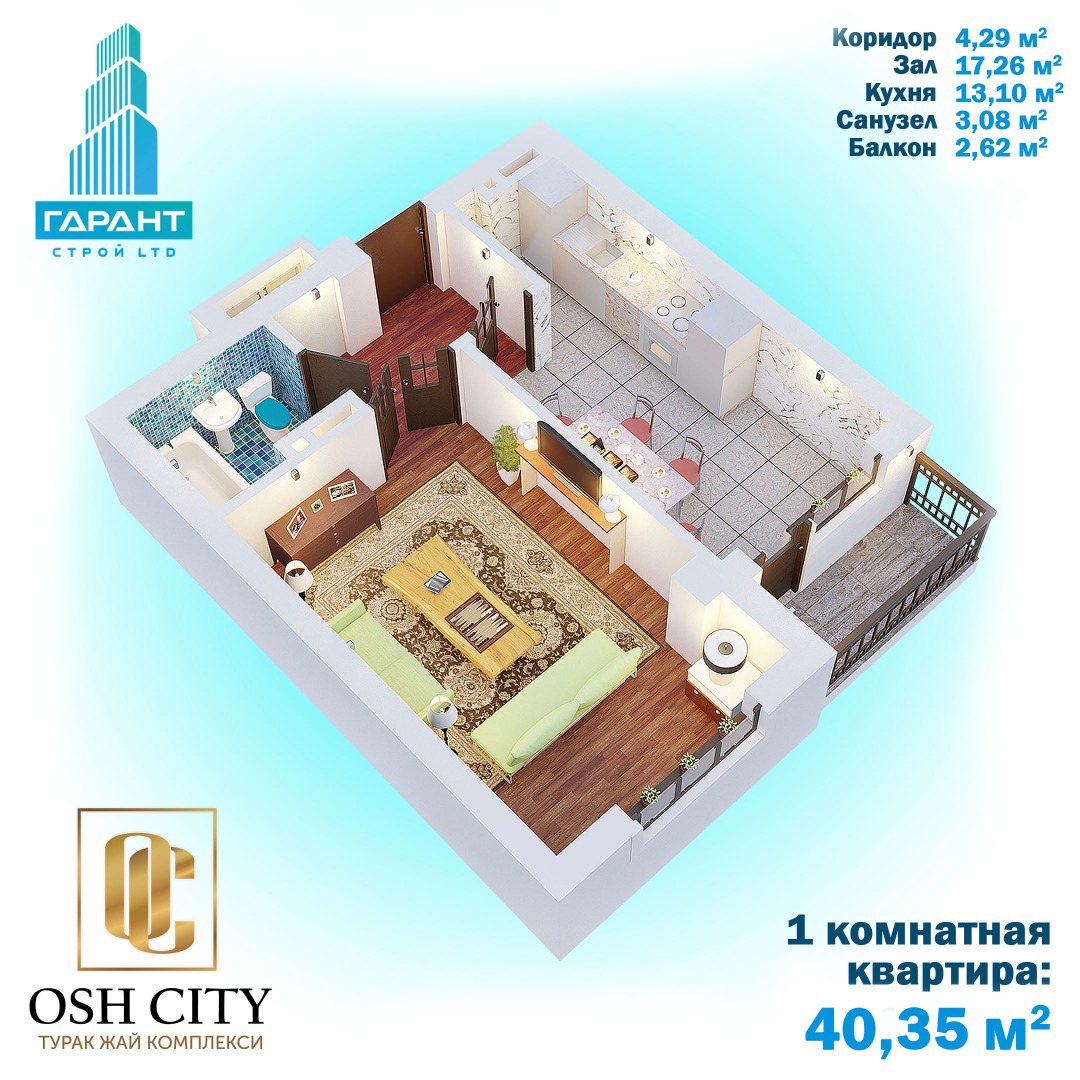 ГАРАНТ
СТРОЙ LTD
Коридор 4,29 м²
Зал 17,26 м²
Кухня 13,10 м²
Санузел 3,08 м²
Балкон 2,62 м²
OC
OSH CITY
ТУРАК ЖАЙ КОМПЛЕКСИ
1 комнатная
квартира:
40,35 м²